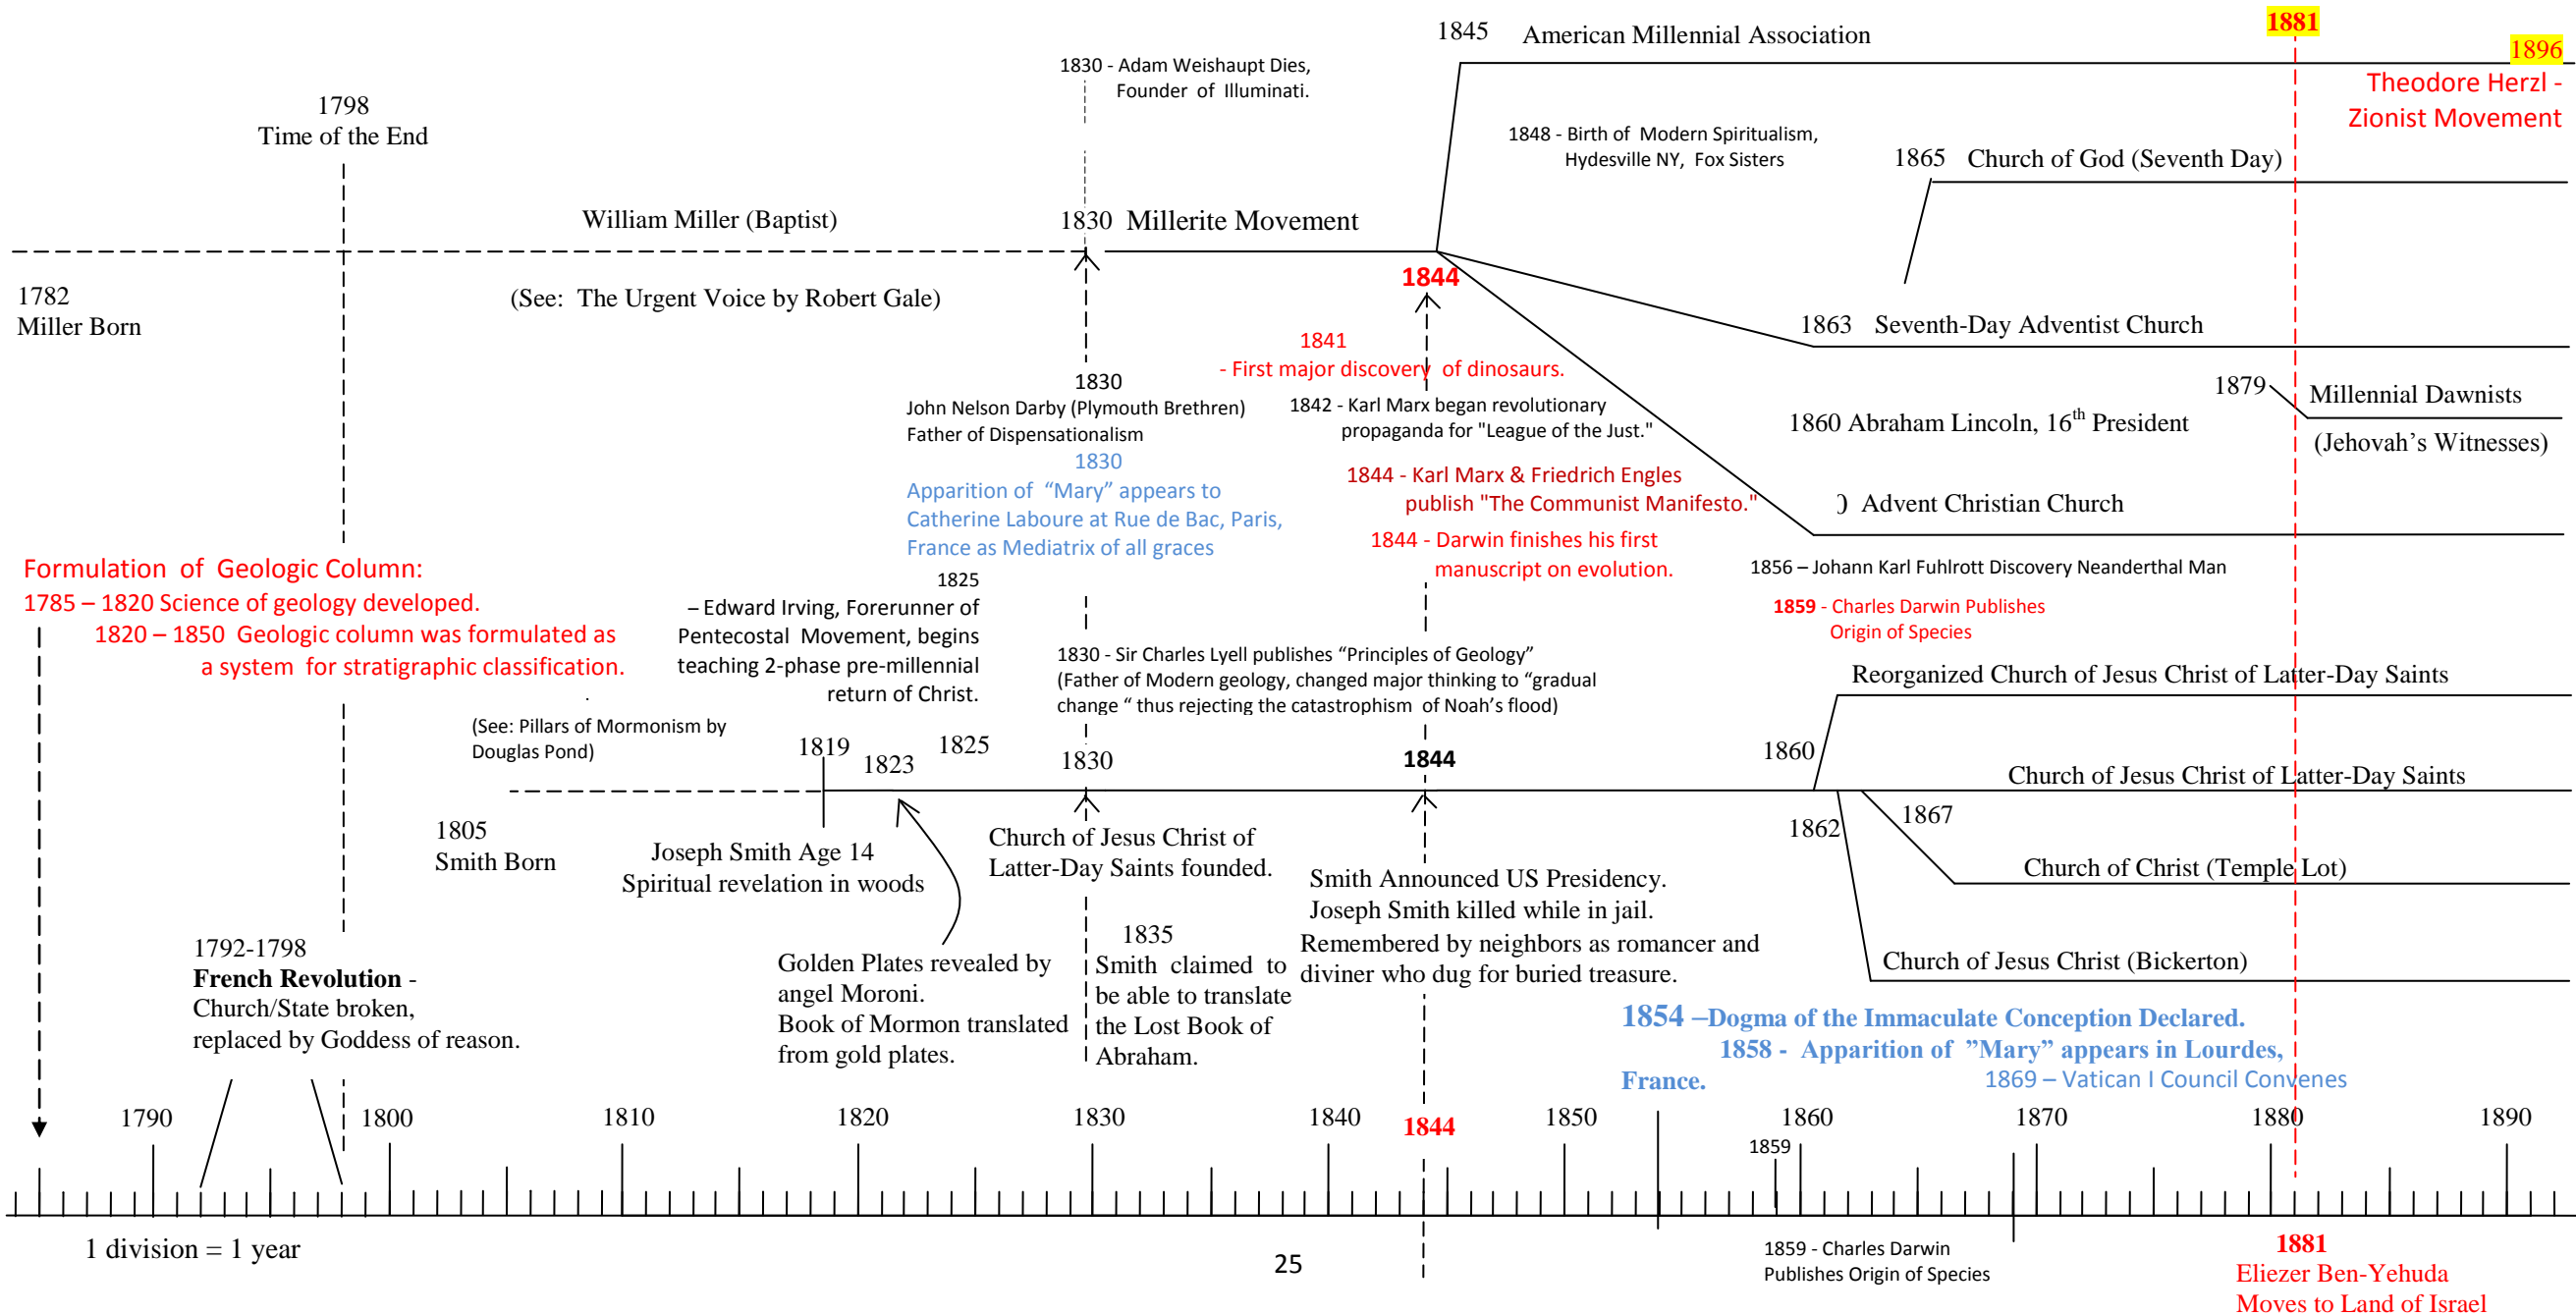 1845 American Millennial Association
1881
1896
Theodore Herzl -
Zionist Movement
1830 - Adam Weishaupt Dies,
Founder of Illuminati.
1798
Time of the End
1848 - Birth of Modern Spiritualism,
Hydesville NY, Fox Sisters
1865 Church of God (Seventh Day)
William Miller (Baptist)
1830 Millerite Movement
1844
1782
Miller Born
(See: The Urgent Voice by Robert Gale)
1863 Seventh-Day Adventist Church
1841
- First major discovery of dinosaurs.
1830
John Nelson Darby (Plymouth Brethren)
Father of Dispensationalism
1842 - Karl Marx began revolutionary
propaganda for "League of the Just."
1860 Abraham Lincoln, 16th President
1879 Millennial Dawnists
(Jehovah's Witnesses)
1830
Apparition of “Mary” appears to
Catherine Laboure at Rue de Bac, Paris,
France as Mediatrix of all graces
1844 - Karl Marx & Friedrich Engles
publish "The Communist Manifesto."
Advent Christian Church
1844 - Darwin finishes his first
manuscript on evolution.
Formulation of Geologic Column:
1785 – 1820 Science of geology developed.
1820 – 1850 Geologic column was formulated as
a system for stratigraphic classification.
1825
– Edward Irving, Forerunner of
Pentecostal Movement, begins
teaching 2-phase pre-millennial
return of Christ.
1856 – Johann Karl Fuhlrott Discovery Neanderthal Man
1859 - Charles Darwin Publishes
Origin of Species
1830 - Sir Charles Lyell publishes “Principles of Geology”
(Father of Modern geology, changed major thinking to “gradual
change “ thus rejecting the catastrophism of Noah’s flood)
Reorganized Church of Jesus Christ of Latter-Day Saints
(See: Pillars of Mormonism by
Douglas Pond)
1819
1823
1825
1830
1844
1860
Church of Jesus Christ of Latter-Day Saints
1805
Smith Born
Joseph Smith Age 14
Spiritual revelation in woods
Church of Jesus Christ of
Latter-Day Saints founded.
1862
1867
Church of Christ (Temple Lot)
Smith Announced US Presidency.
Joseph Smith killed while in jail.
Remembered by neighbors as romancer and
diviner who dug for buried treasure.
1792-1798
French Revolution -
Church/State broken,
replaced by Goddess of reason.
Golden Plates revealed by
angel Moroni.
Book of Mormon translated
from gold plates.
1835
Smith claimed to
be able to translate
the Lost Book of
Abraham.
Church of Jesus Christ (Bickerton)
1854 –Dogma of the Immaculate Conception Declared.
1858 - Apparition of ”Mary” appears in Lourdes,
France.
1869 – Vatican I Council Convenes
1790 1800 1810 1820 1830 1840 1844 1850 1860 1870 1880 1890
1859
1 division = 1 year
25
1859 - Charles Darwin
Publishes Origin of Species
1881
Eliezer Ben-Yehuda
Moves to Land of Israel